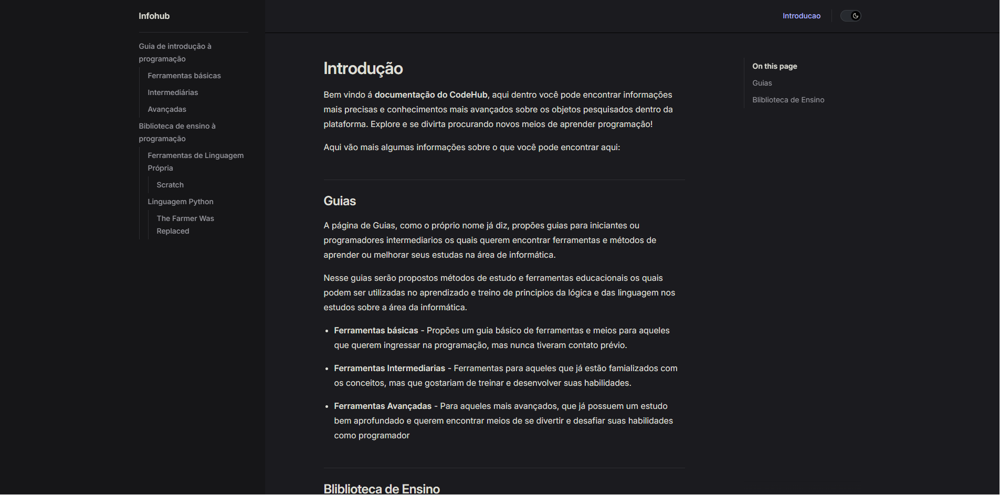 Infohub
Introducao
Guia de introdução à
programação
Ferramentas básicas
Intermediárias
Avançadas
Biblioteca de ensino à
programação
Ferramentas de Linguagem
Própria
Scratch
Linguagem Python
The Farmer Was
Replaced
Introdução
Bem vindo á documentação do CodeHub, aqui dentro você pode encontrar informações
mais precisas e conhecimentos mais avançados sobre os objetos pesquisados dentro da
plataforma. Explore e se divirta procurando novos meios de aprender programação!
Aqui vão mais algumas informações sobre o que você pode encontrar aqui:
Guias
A página de Guias, como o próprio nome já diz, propões guias para iniciantes ou
programadores intermediarios os quais querem encontrar ferramentas e métodos de
aprender ou melhorar seus estudas na área de informática.
Nesse guias serão propostos métodos de estudo e ferramentas educacionais os quais
podem ser utilizadas no aprendizado e treino de principios da lógica e das linguagem nos
estudos sobre a área da informática.
• Ferramentas básicas - Propões um guia básico de ferramentas e meios para aqueles
que querem ingressar na programação, mas nunca tiveram contato prévio.
• Ferramentas Intermediarias - Ferramentas para aqueles que já estão famializados com
os conceitos, mas que gostariam de treinar e desenvolver suas habilidades.
• Ferramentas Avançadas - Para aqueles mais avançados, que já possuem um estudo
bem aprofundado e querem encontrar meios de se divertir e desafiar suas habilidades
como programador
Bliblioteca de Ensino
On this page
Guias
Bliblioteca de Ensino